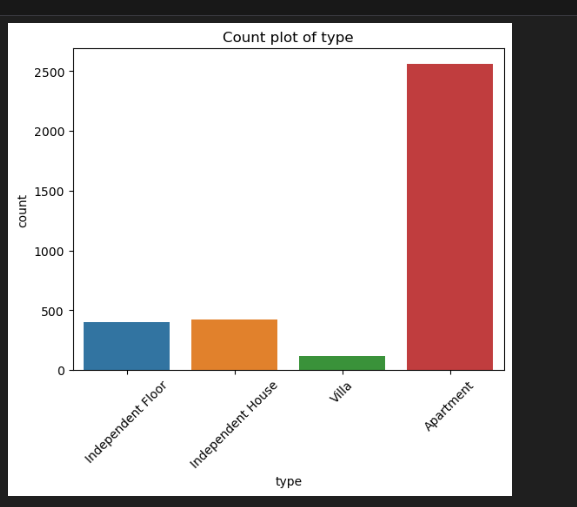 Count plot of type
2500
2000
1500
1000
500
0
count
Independent Floor
Independent House
Villa
Apartment
type